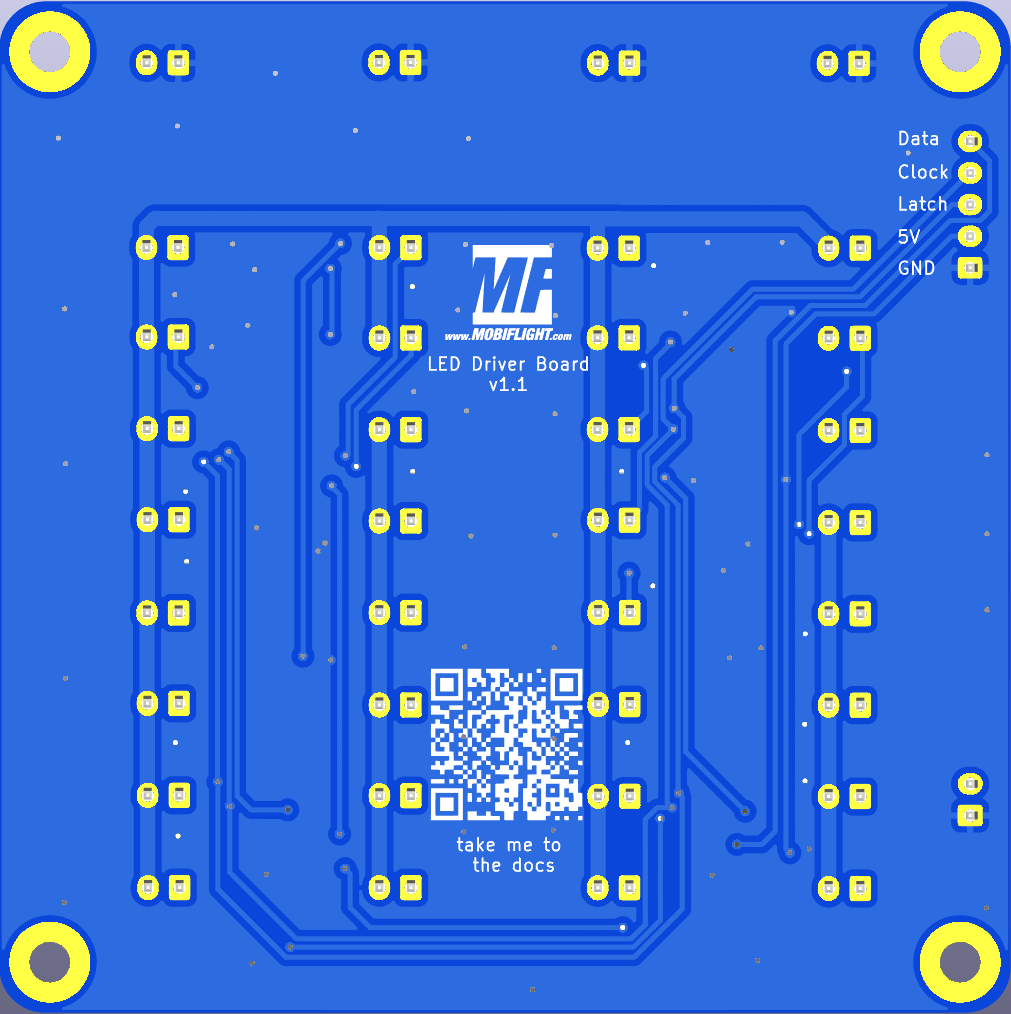 Data
Clock
Latch
5V
GND
MF
www.MOBIFLIGHT.com
LED Driver Board
v1.1
take me to
the docs